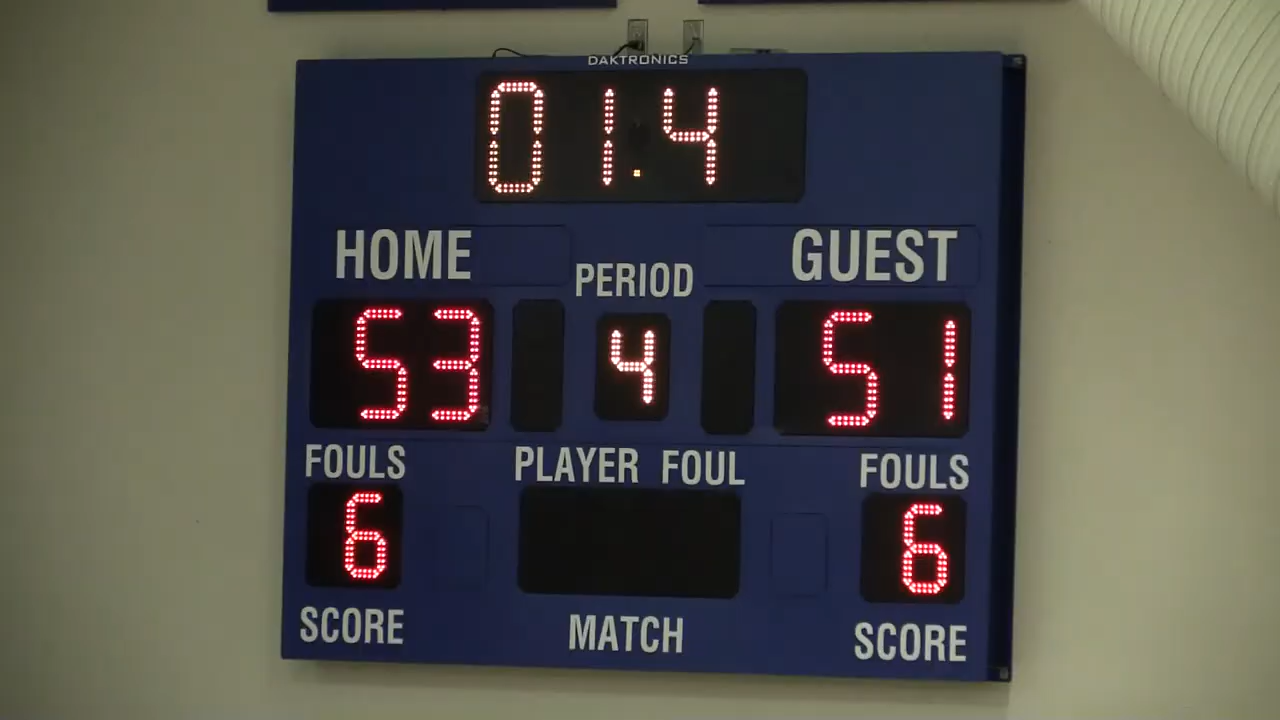 DAKTRONICS
01.4
HOME GUEST
PERIOD
53 4 51
FOULS PLAYER FOUL FOULS
6 6
SCORE MATCH SCORE